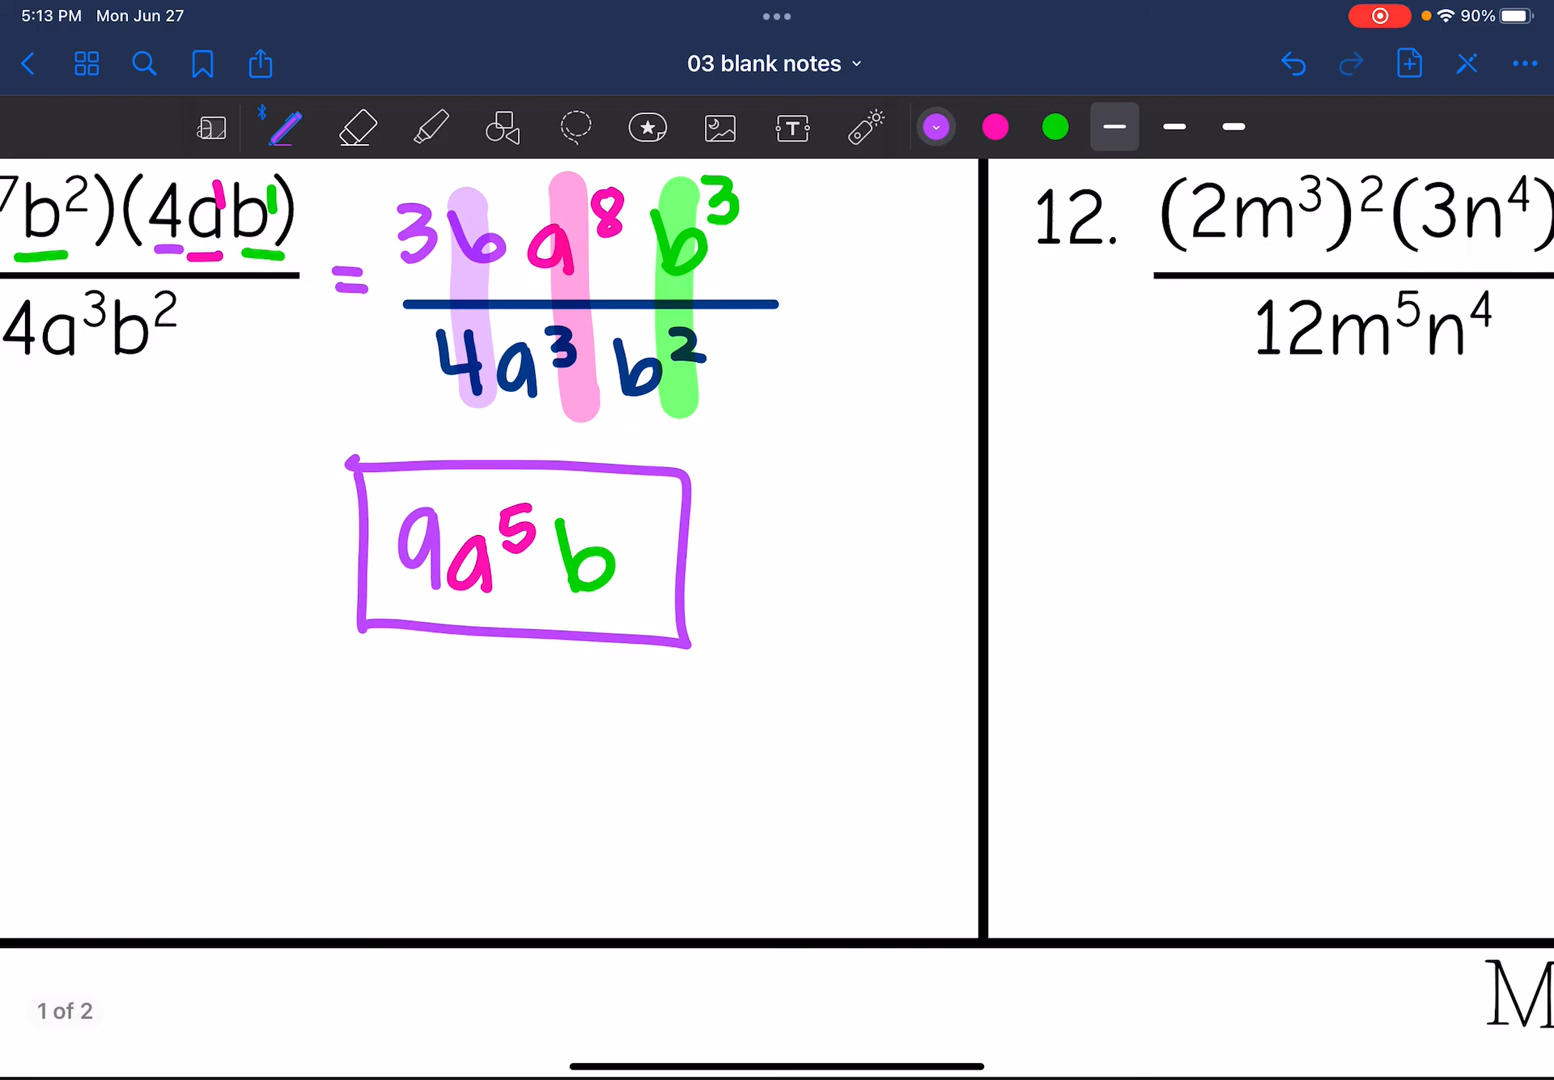 5:13 PM Mon Jun 27
90%
03 blank notes
T
⁷b²)(4a¹b¹)
4a³b²
= 36a⁸b³
4a³b²
9a⁵b
12. (2m³)²(3n⁴)
12m⁵n⁴
1 of 2
M